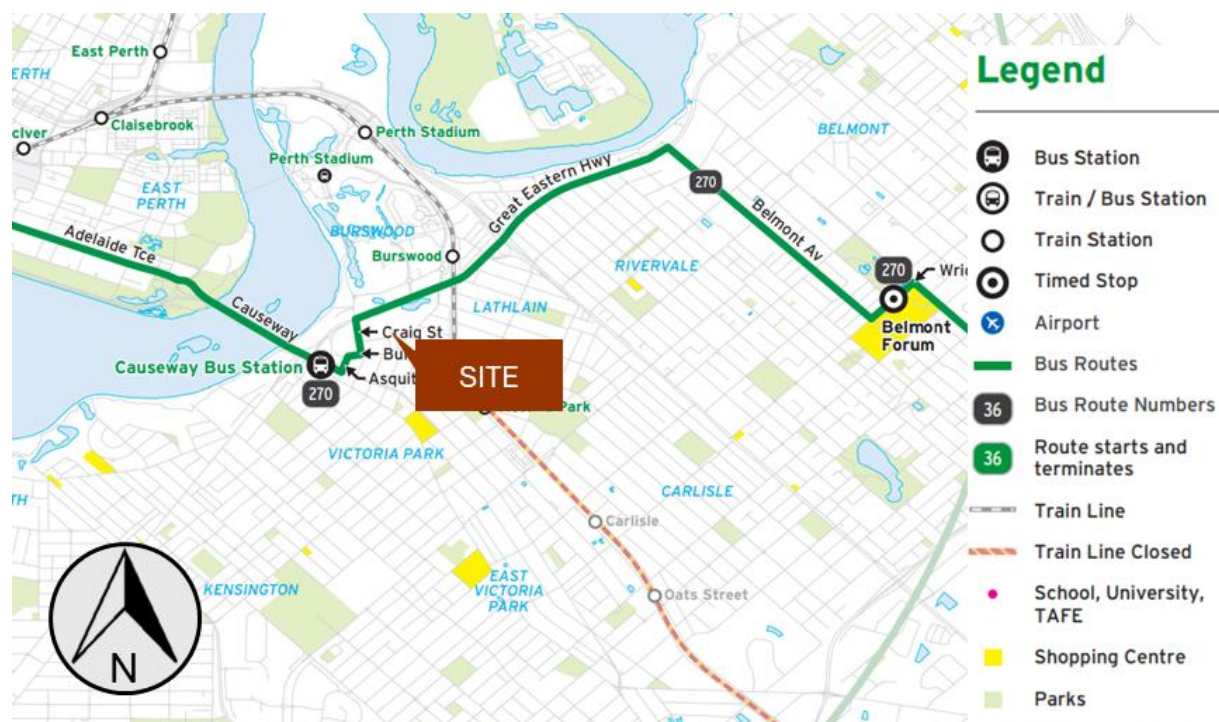 East Perth
Claisebrook
Perth Stadium
Perth Stadium
EAST
PERTH
BURSWOOD
Burswood
Adelaide Tce
Causeway
Great Eastern Hwy
BELMONT
270
Belmont Av
RIVERVALE
LATHLAIN
270
Belmont
Forum
Craig St
Causeway Bus Station
270
SITE
Park
VICTORIA PARK
CARLISLE
Carlisle
KENSINGTON
EAST
VICTORIA
PARK
Oats Street
N
Legend
Bus Station
Train / Bus Station
Train Station
Timed Stop
Airport
Bus Routes
36 Bus Route Numbers
36 Route starts and
terminates
Train Line
Train Line Closed
School, University,
TAFE
Shopping Centre
Parks